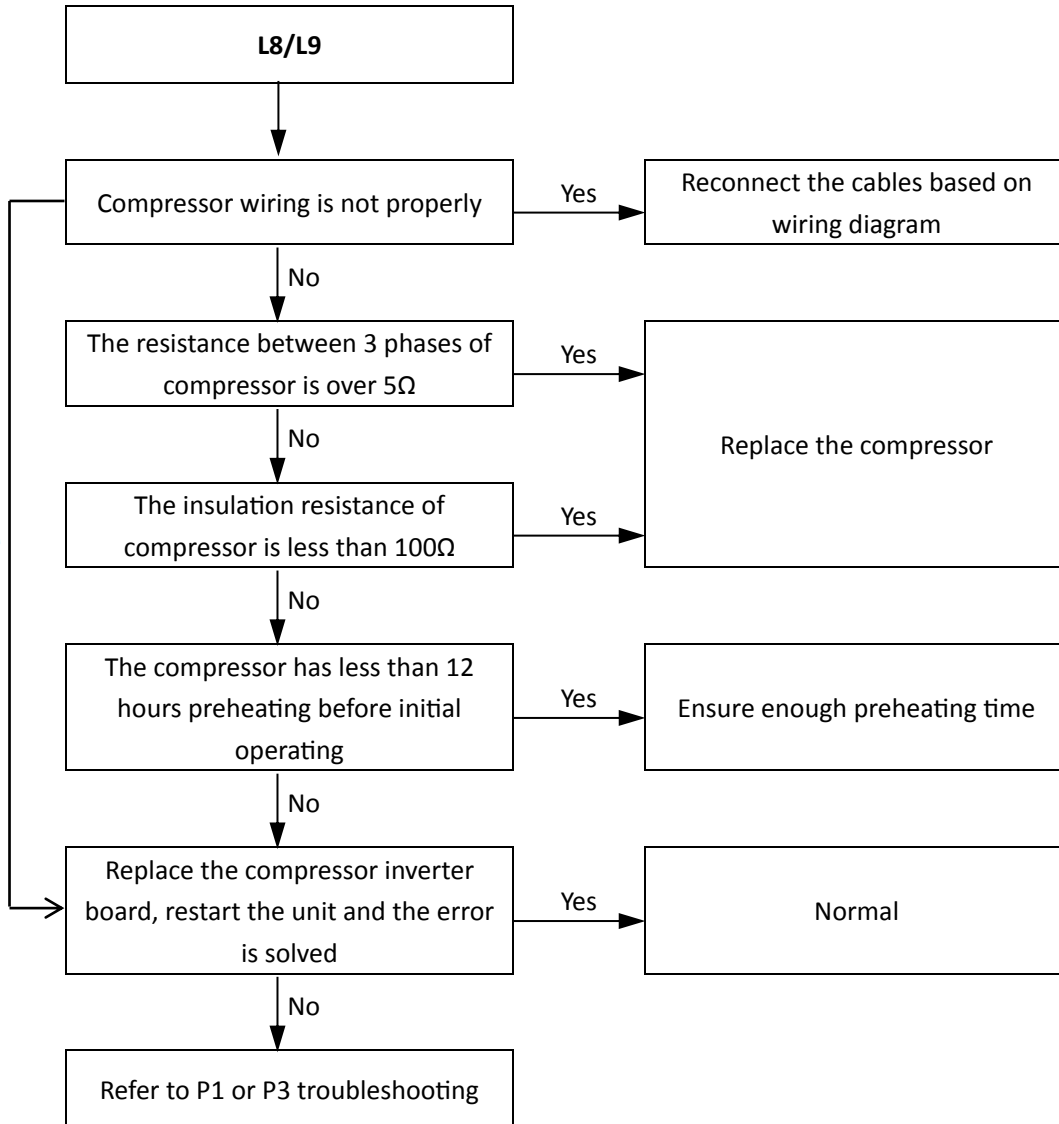 L8/L9
Compressor wiring is not properly
Yes
Reconnect the cables based on
wiring diagram
No
The resistance between 3 phases of
compressor is over 5Ω
Yes
Replace the compressor
No
The insulation resistance of
compressor is less than 100Ω
Yes
No
The compressor has less than 12
hours preheating before initial
operating
Yes
Ensure enough preheating time
No
Replace the compressor inverter
board, restart the unit and the error
is solved
Yes
Normal
No
Refer to P1 or P3 troubleshooting